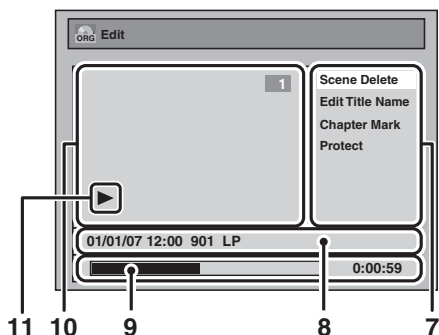 ORG Edit
1
Scene Delete
Edit Title Name
Chapter Mark
Protect
01/01/07 12:00 901 LP
0:00:59
11 10 9 8 7